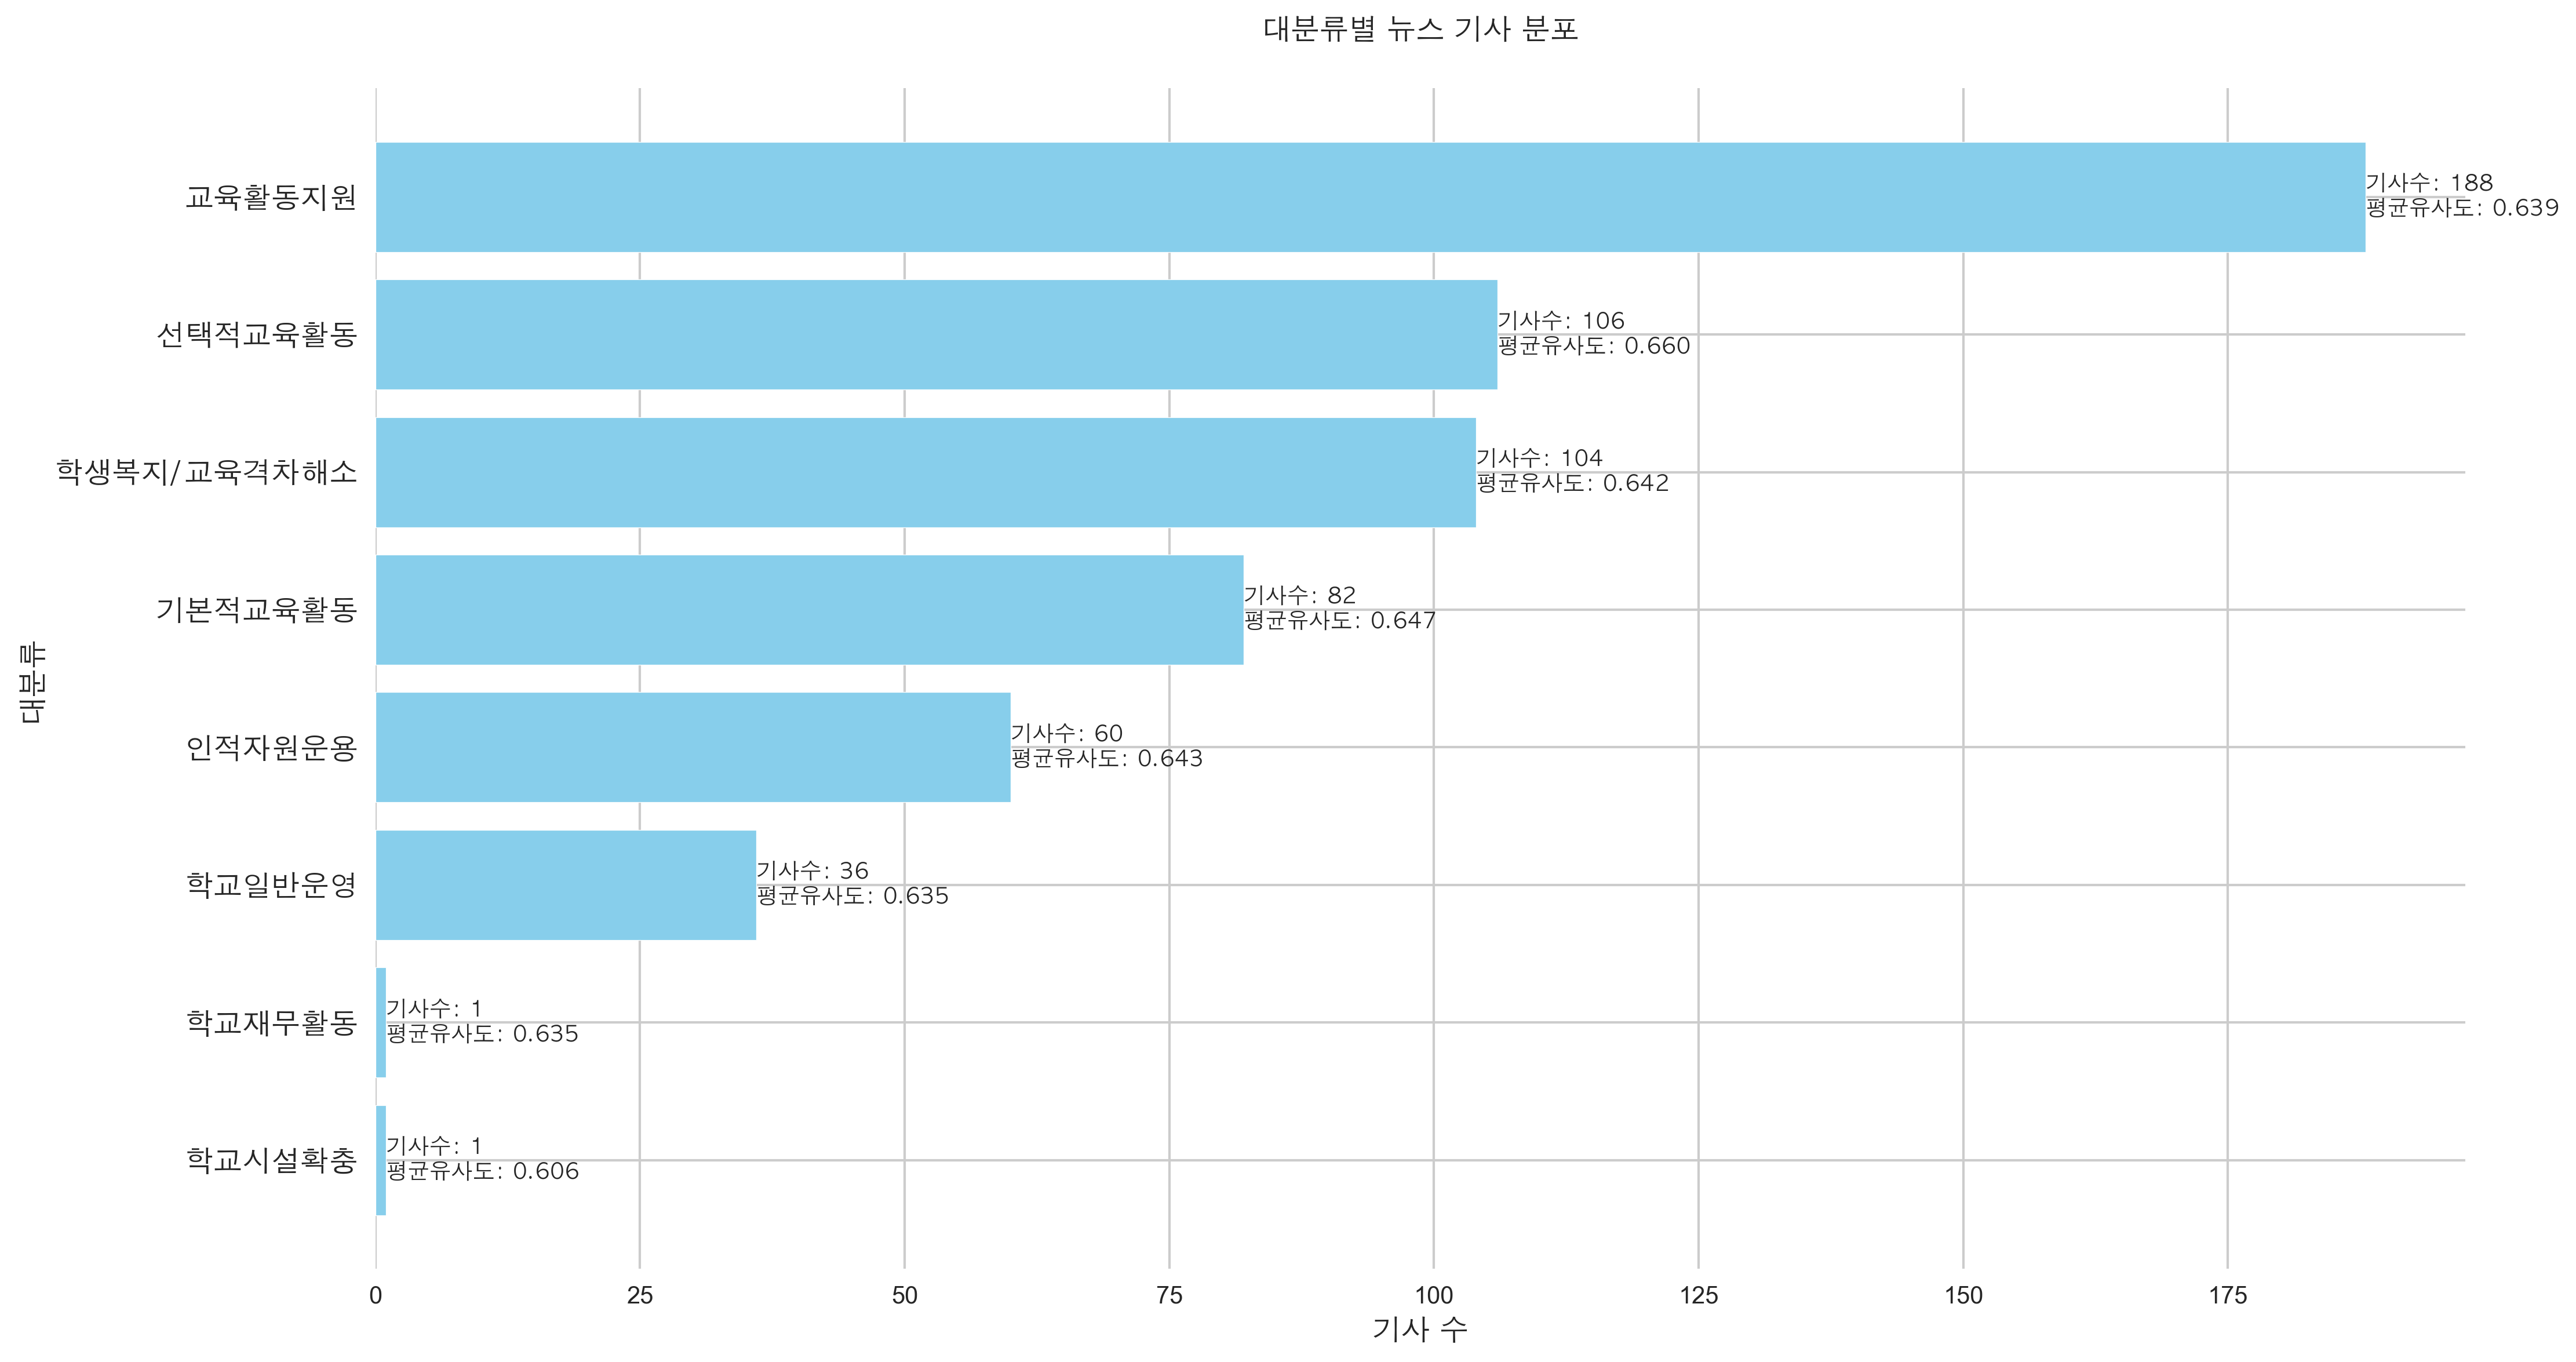 대분류별 뉴스 기사 분포
교육활동지원
기사수: 188
평균유사도: 0.639
선택적교육활동
기사수: 106
평균유사도: 0.660
학생복지/교육격차해소
기사수: 104
평균유사도: 0.642
기본적교육활동
기사수: 82
평균유사도: 0.647
인적자원운용
기사수: 60
평균유사도: 0.643
학교일반운영
기사수: 36
평균유사도: 0.635
학교재무활동
기사수: 1
평균유사도: 0.635
학교시설확충
기사수: 1
평균유사도: 0.606
대분류
0 25 50 75 100 125 150 175
기사 수